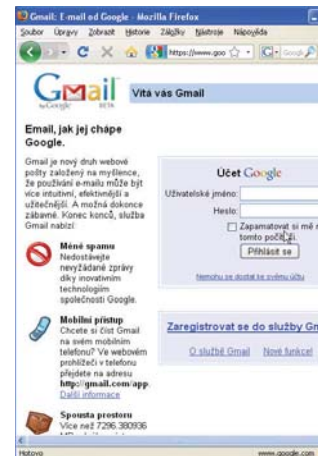 Gmail: E-mail od Google - Mozilla Firefox
Soubor Úpravy Zobrazit Historie Záložky Nástroje Nápověda
https://www.goo
Google
Gmail
by Google BETA
Vítá vás Gmail
Email, jak jej chápe
Google.
Gmail je nový druh webové
pošty založený na myšlence,
že používání e-mailu může být
více intuitivní, efektivnější a
užitečnější. A možná dokonce
zábavné. Konec konců, služba
Gmail nabízí:
Méně spamu
Nedostávejte
nevyžádané zprávy
díky inovativním
technologiím
společnosti Google.
Mobilní přístup
Chcete si číst Gmail
na svém mobilním
telefonu? Ve webovém
prohlížeči v telefonu
přejdete na adresu
http://gmail.com/app.
Další informace
Spousta prostoru
Více než 7296.380936
Účet Google
Uživatelské jméno:
Heslo:
Zapamatovat si mě n
tomto počítači.
Přihlásit se
Nemohu se dostat ke svému účtu
Zaregistrovat se do služby Gm
O službě Gmail Nové funkce!
Hotovo
www.google.com